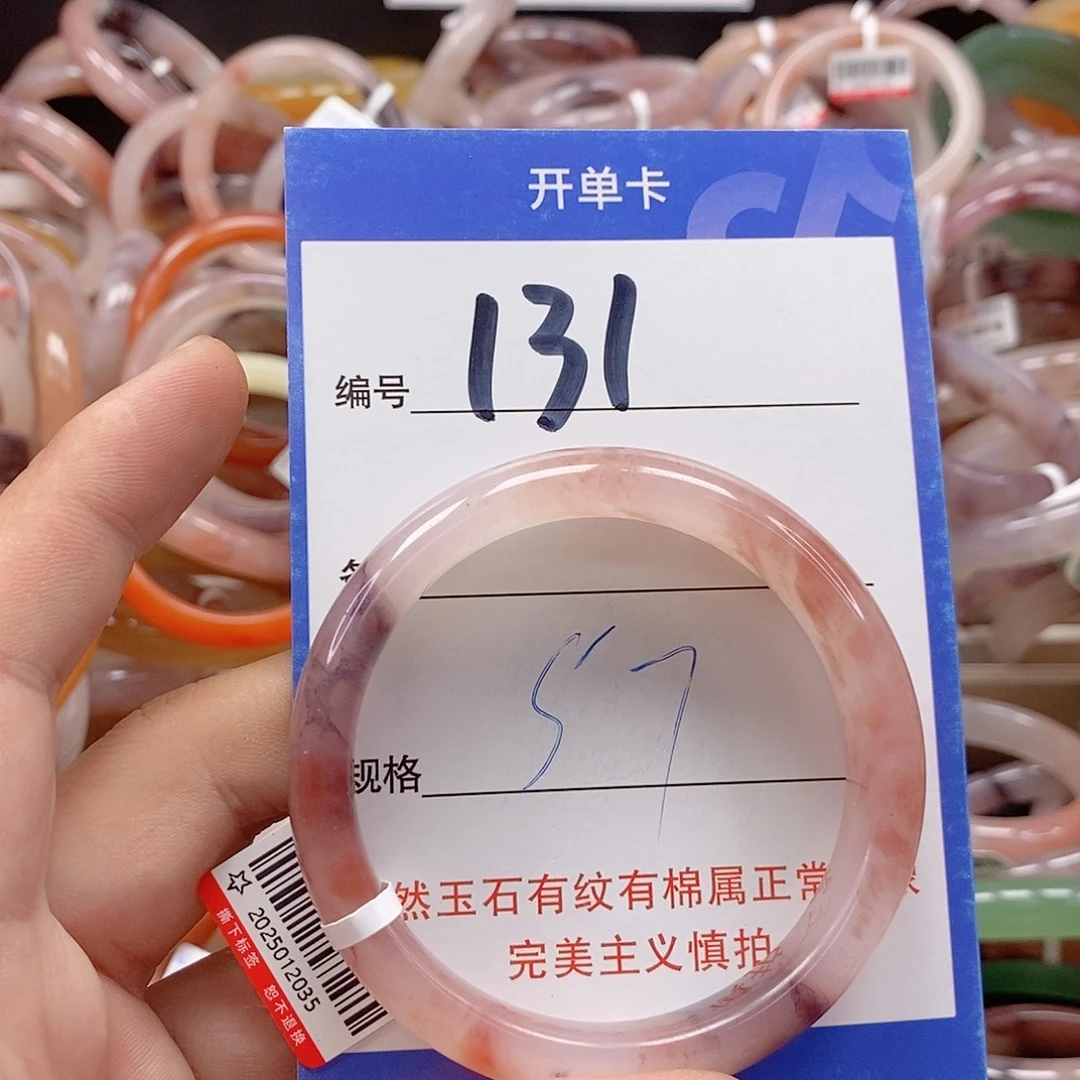 开单卡
编号 131
规格 57
然玉石有纹有棉属正常
完美主义慎拍
2025012035
撕下标签 恕不退换